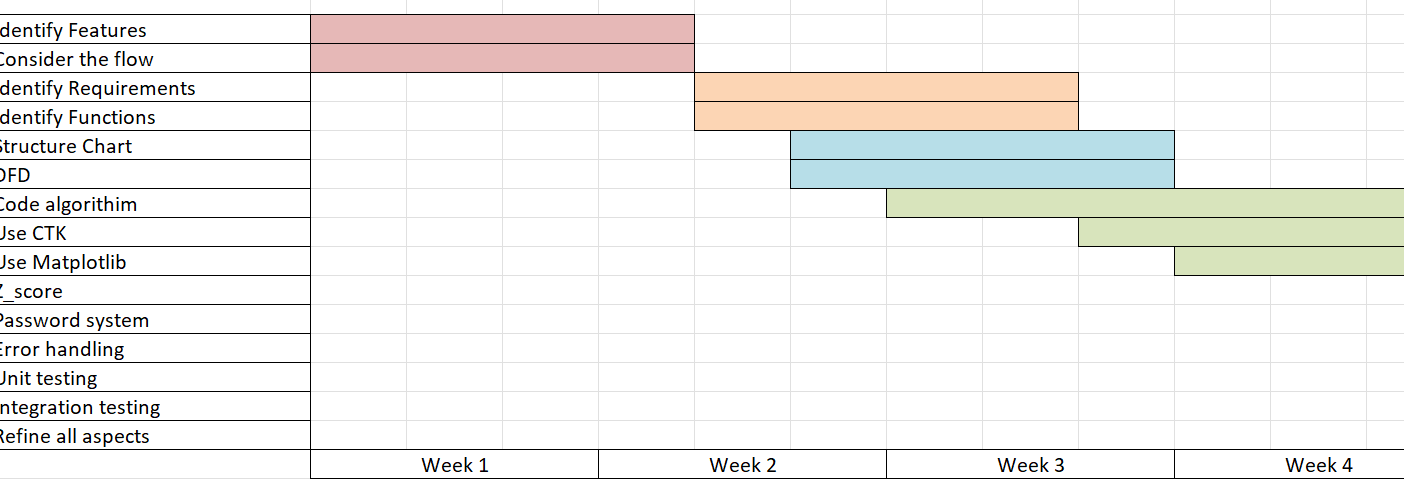 dentify Features
Consider the flow
dentify Requirements
dentify Functions
Structure Chart
DFD
Code algorithim
Use CTK
Use Matplotlib
Z_score
Password system
Error handling
Unit testing
ntegration testing
Refine all aspects
Week 1 Week 2 Week 3 Week 4